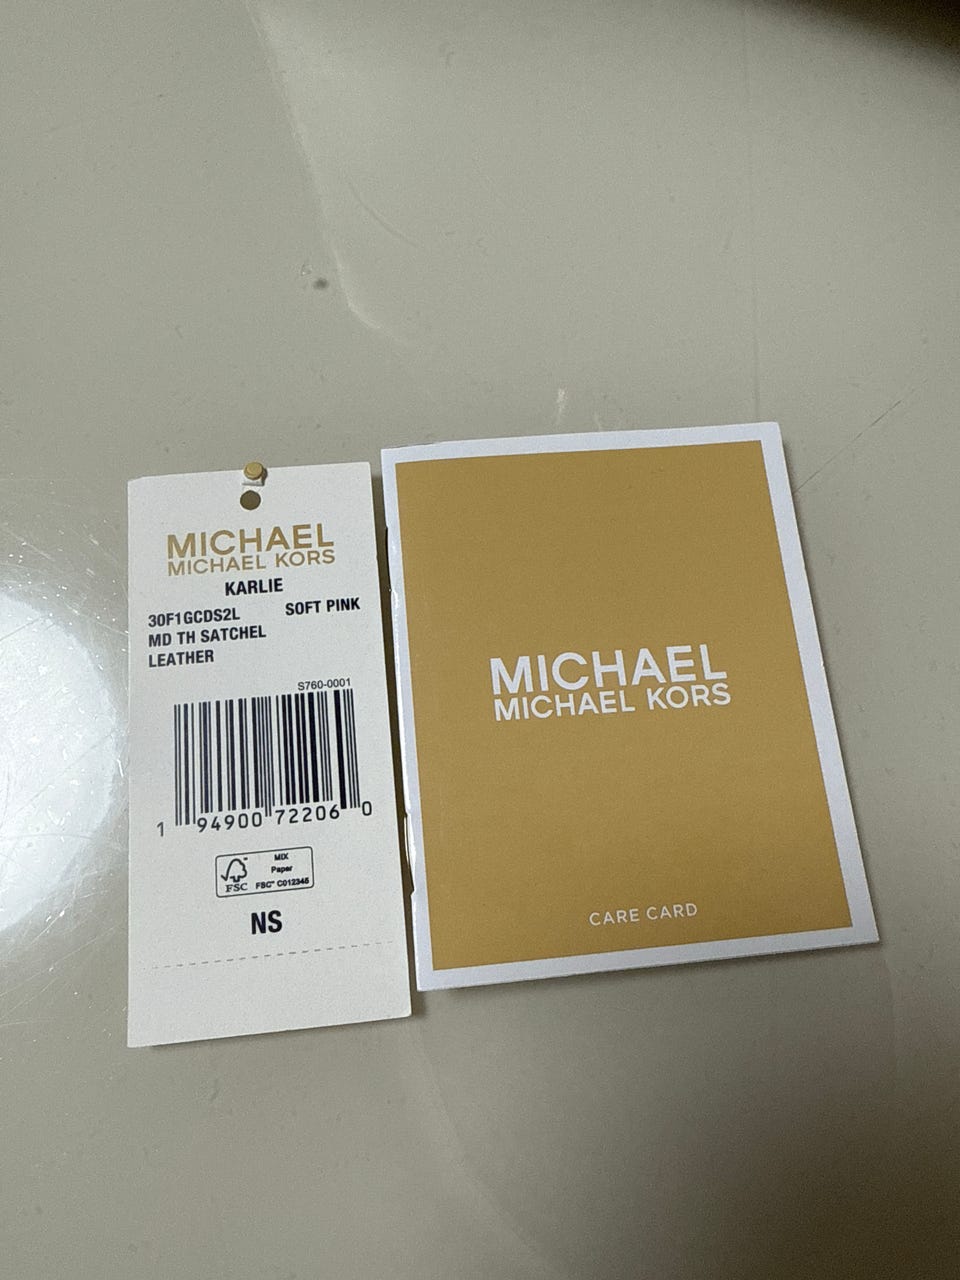 MICHAEL
MICHAEL KORS
KARLIE
30F1GCDS2L SOFT PINK
MD TH SATCHEL
LEATHER
S760-0001
1 94900 72206 0
FSC
MIX
Paper
FSC™ C012345
NS
MICHAEL
MICHAEL KORS
CARE CARD